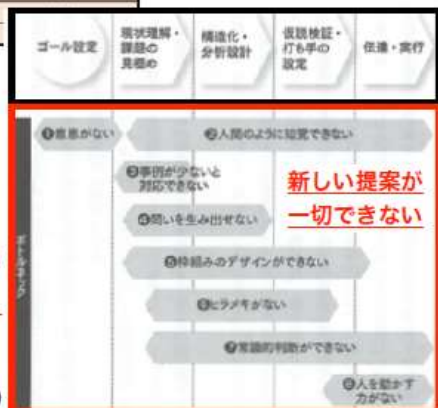 ゴール設定
現状理解・
課題の
見極め
構造化・
分析設計
仮説検証・
打ち手の
設定
伝達・実行
ボトルネック
❶意思がない
❷人間のように知覚できない
❸事例が少ないと
対応できない
新しい提案が
一切できない
❹問いを生み出せない
❺枠組みのデザインができない
❻ヒラメキがない
❼常識的判断ができない
❽人を動かす
力がない